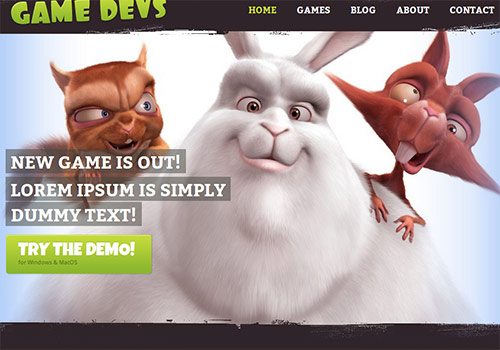 GAME DEVS
HOME GAMES BLOG ABOUT CONTACT
NEW GAME IS OUT!
LOREM IPSUM IS SIMPLY
DUMMY TEXT!
TRY THE DEMO!
for Windows & MacOS